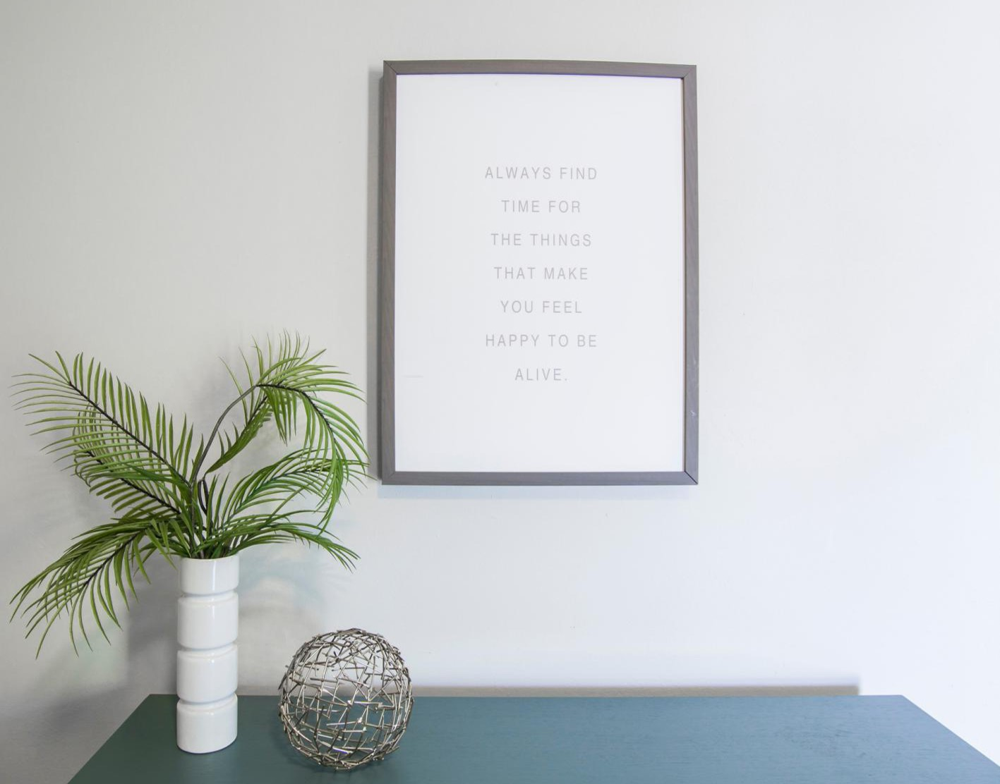 ALWAYS FIND
TIME FOR
THE THINGS
THAT MAKE
YOU FEEL
HAPPY TO BE
ALIVE.